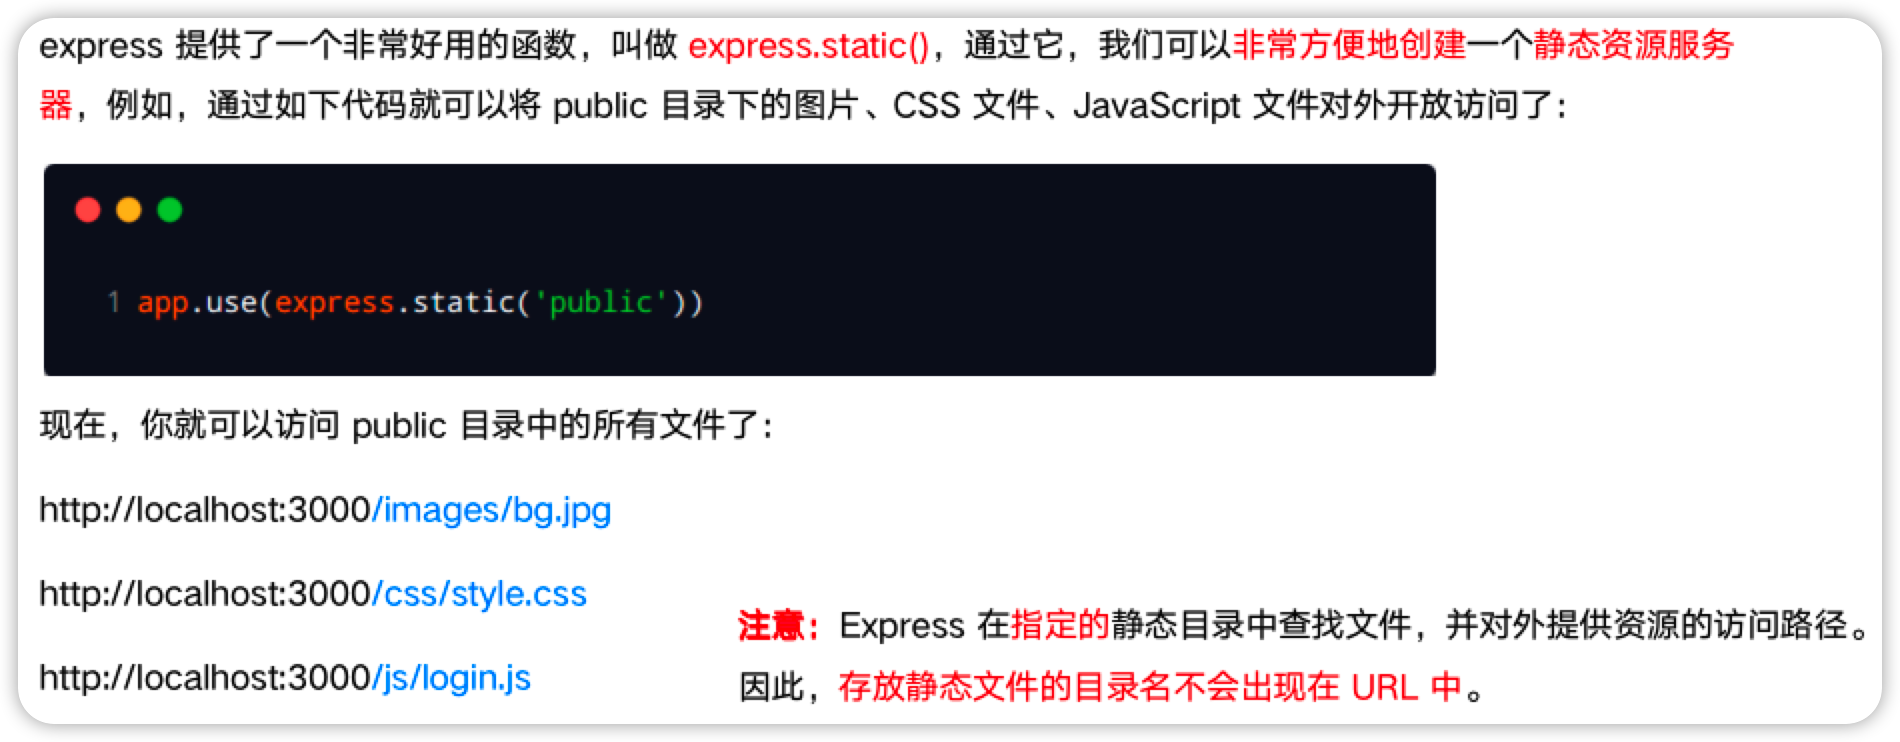 express 提供了一个非常好用的函数，叫做 express.static()，通过它，我们可以非常方便地创建一个静态资源服务
器，例如，通过如下代码就可以将 public 目录下的图片、CSS 文件、JavaScript 文件对外开放访问了：
1 app.use(express.static('public'))
现在，你就可以访问 public 目录中的所有文件了：
http://localhost:3000/images/bg.jpg
http://localhost:3000/css/style.css
http://localhost:3000/js/login.js
注意：Express 在指定的静态目录中查找文件，并对外提供资源的访问路径。
因此，存放静态文件的目录名不会出现在 URL 中。